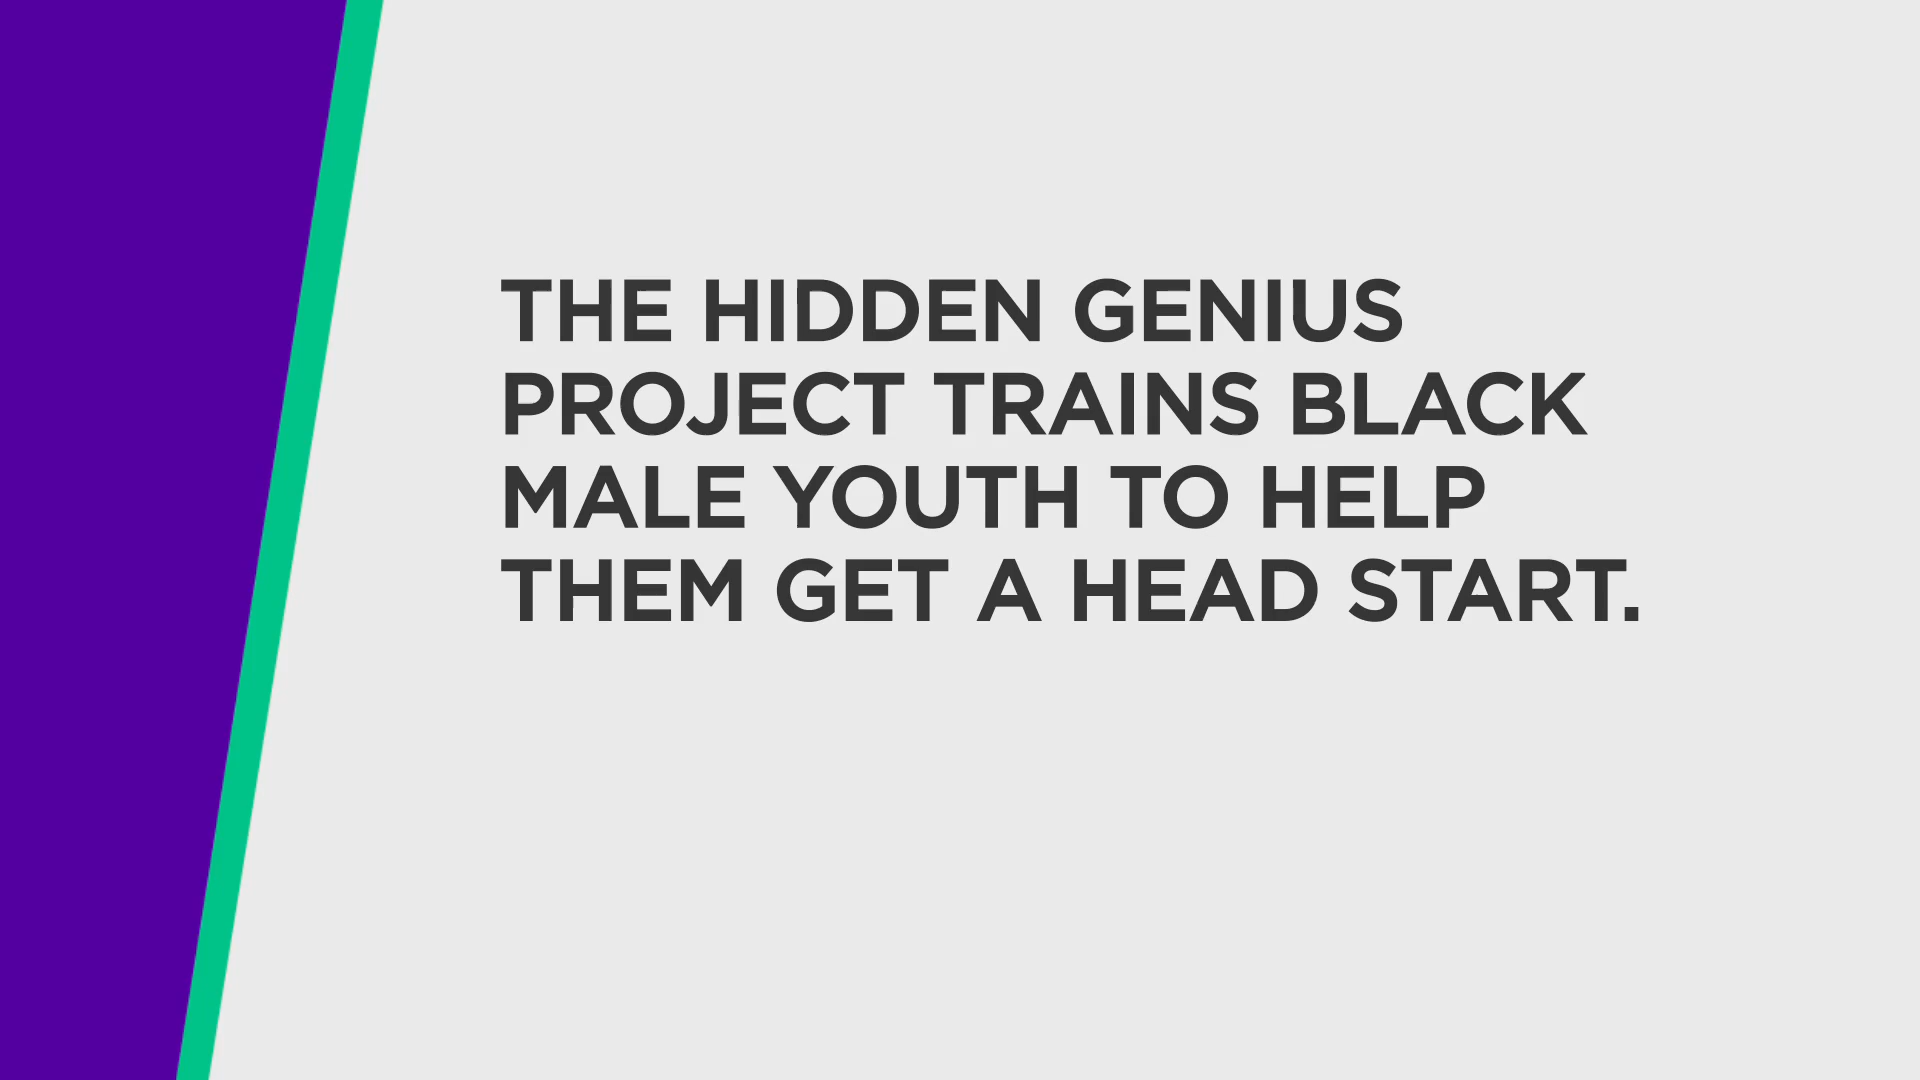 THE HIDDEN GENIUS
PROJECT TRAINS BLACK
MALE YOUTH TO HELP
THEM GET A HEAD START.